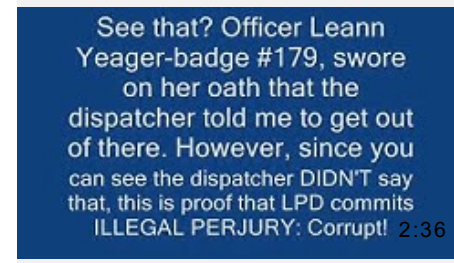 See that? Officer Leann
Yeager-badge #179, swore
on her oath that the
dispatcher told me to get out
of there. However, since you
can see the dispatcher DIDN'T say
that, this is proof that LPD commits
ILLEGAL PERJURY: Corrupt! 2:36